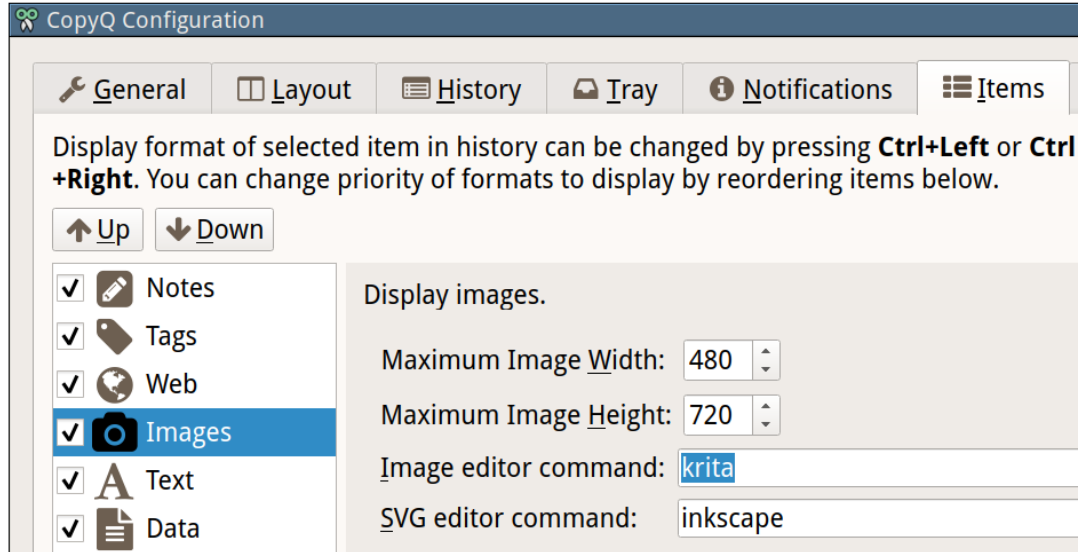 CopyQ Configuration
General Layout History Tray Notifications Items
Display format of selected item in history can be changed by pressing Ctrl+Left or Ctrl
+Right. You can change priority of formats to display by reordering items below.
Up Down
Notes
Tags
Web
Images
Text
Data
Display images.
Maximum Image Width: 480
Maximum Image Height: 720
Image editor command: krita
SVG editor command: inkscape